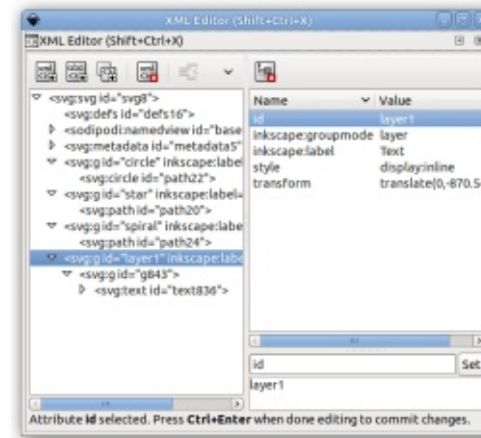 XML Editor (Shift+Ctrl+X)
XML Editor (Shift+Ctrl+X)
<svg:svg id="svg8">
<svg:defs id="defs16">
<sodipodi:namedview id="base
<svg:metadata id="metadata5"
<svg:g id="circle" inkscape:label
<svg:circle id="path22">
<svg:g id="star" inkscape:label=
<svg:path id="path20">
<svg:g id="spiral" inkscape:labe
<svg:path id="path24">
<svg:g id="layer1" inkscape:labe
<svg:g id="g843">
<svg:text id="text836">
Name Value
id layer1
inkscape:groupmode layer
inkscape:label Text
style display:inline
transform translate(0,-870.5
id Set
layer1
Attribute id selected. Press Ctrl+Enter when done editing to commit changes.